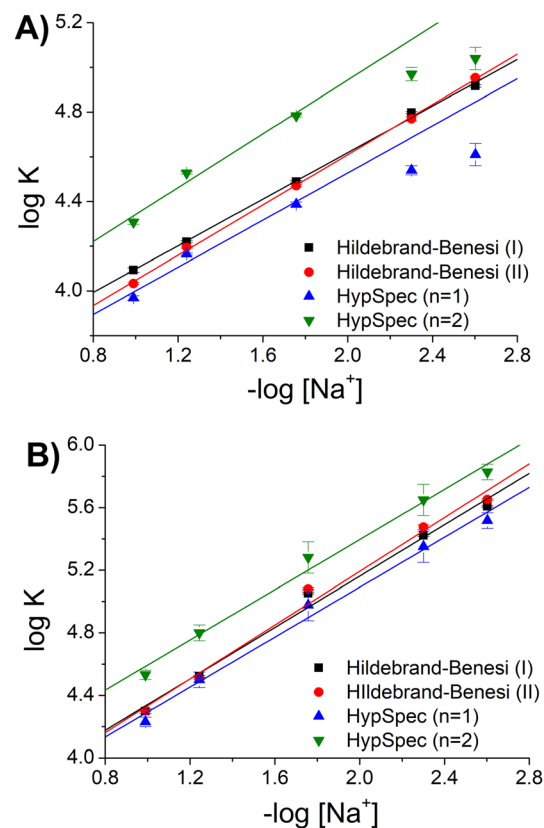 A)
5.2
4.8
4.4
4.0
log K
Hildebrand-Benesi (I)
Hildebrand-Benesi (II)
HypSpec (n=1)
HypSpec (n=2)
0.8 1.2 1.6 2.0 2.4 2.8
-log [Na⁺]
B)
6.0
5.6
5.2
4.8
4.4
4.0
log K
Hildebrand-Benesi (I)
HIldebrand-Benesi (II)
HypSpec (n=1)
HypSpec (n=2)
0.8 1.2 1.6 2.0 2.4 2.8
-log [Na⁺]